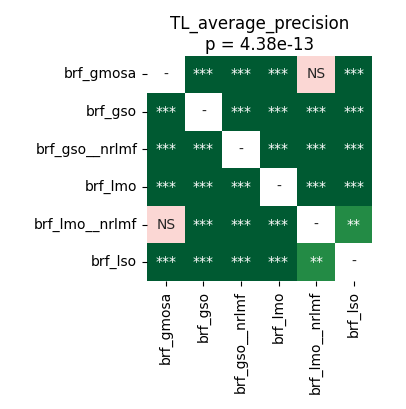 TL_average_precision
p = 4.38e-13
brf_gmosa - *** *** *** NS ***
brf_gso *** - *** *** *** ***
brf_gso__nrlmf *** *** - *** *** ***
brf_lmo *** *** *** - *** ***
brf_lmo__nrlmf NS *** *** *** - **
brf_lso *** *** *** *** ** -
brf_gmosa
brf_gso
brf_gso__nrlmf
brf_lmo
brf_lmo__nrlmf
brf_lso